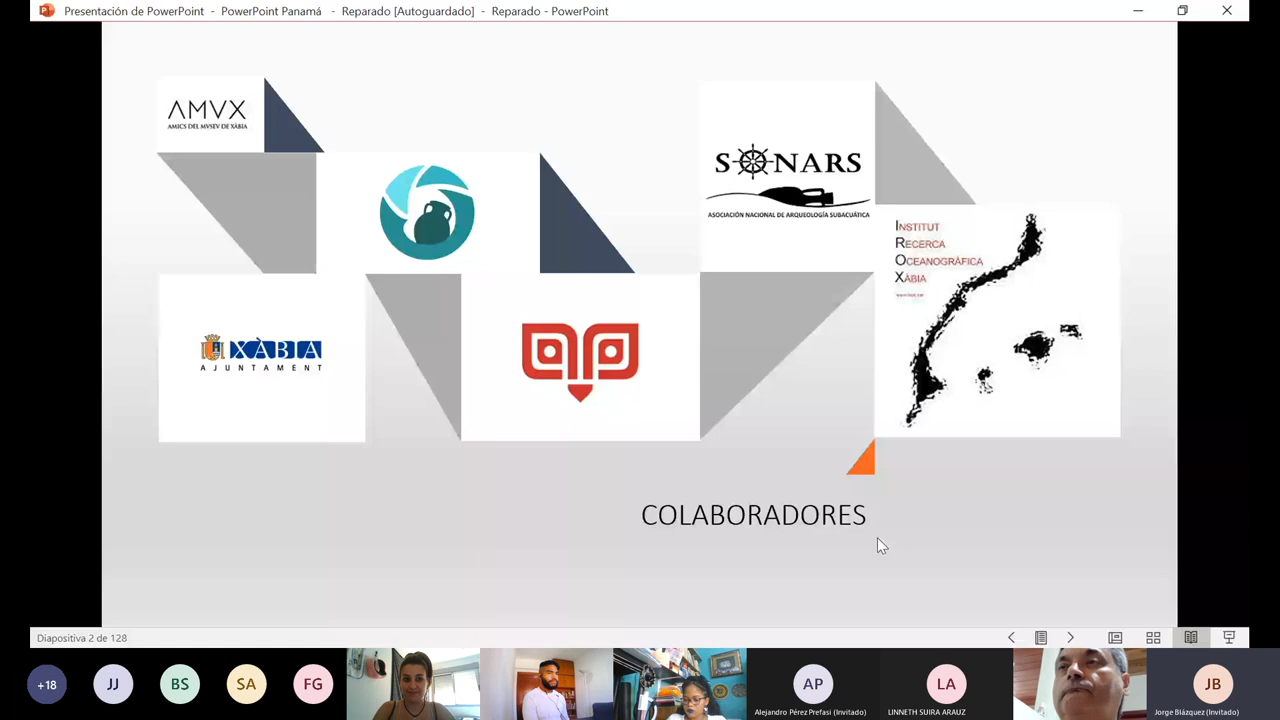 Presentación de PowerPoint - PowerPoint Panamá - Reparado [Autoguardado] - Reparado - PowerPoint
AMVX
AMICS DEL MVSEV DE XÀBIA
SONARS
ASOCIACIÓN NACIONAL DE ARQUEOLOGÍA SUBACUÁTICA
INSTITUT
RECERCA
OCEANOGRÀFICA
XÀBIA
XÀBIA
AJUNTAMENT
COLABORADORES
Diapositiva 2 de 128
+18
JJ
BS
SA
FG
AP
Alejandro Pérez Prefasi (Invitado)
LA
LINNETH SUIRA ARAUZ
JB
Jorge Blázquez (Invitado)